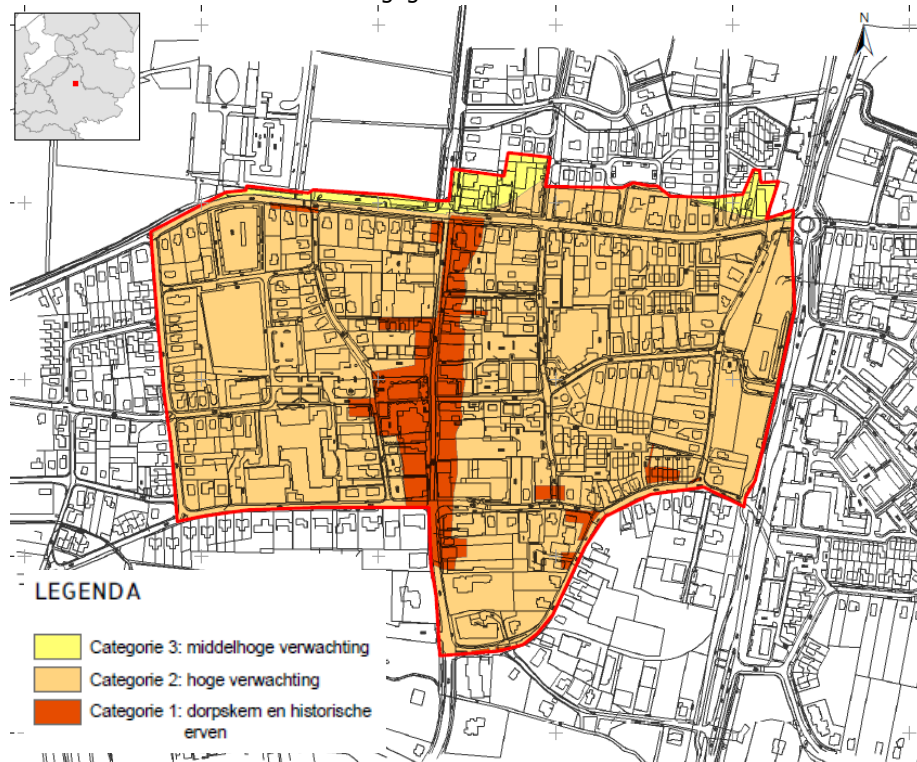 N
LEGENDA
Categorie 3: middelhoge verwachting
Categorie 2: hoge verwachting
Categorie 1: dorpskern en historische
erven